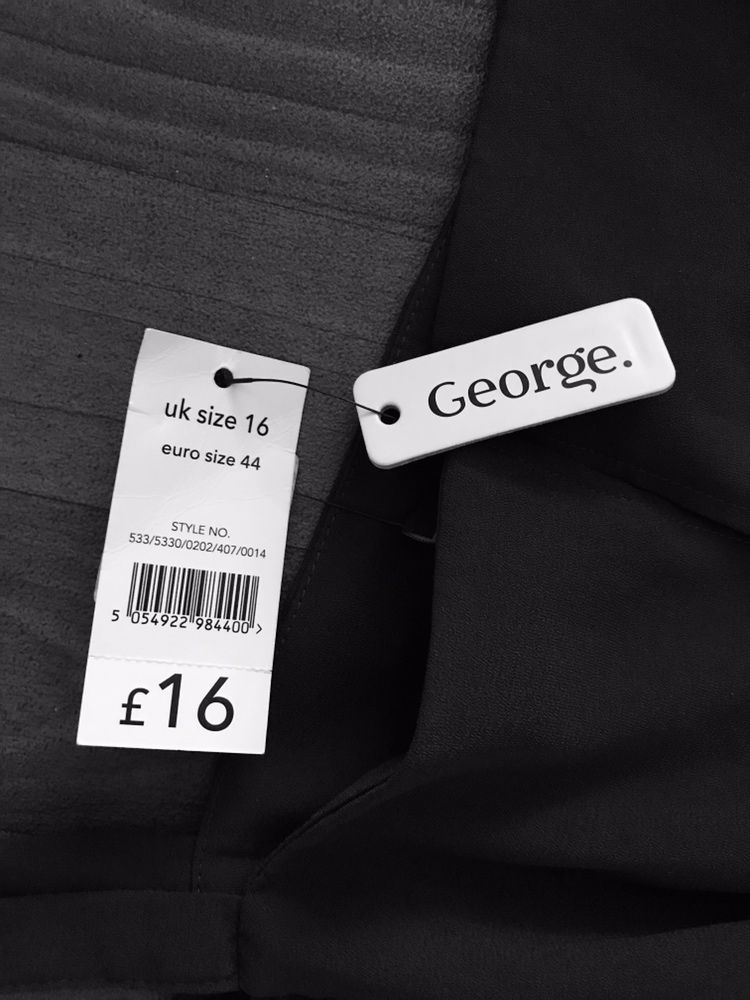 uk size 16
euro size 44
STYLE NO.
533/5330/0202/407/0014
5 054922 984400 >
£16
George.